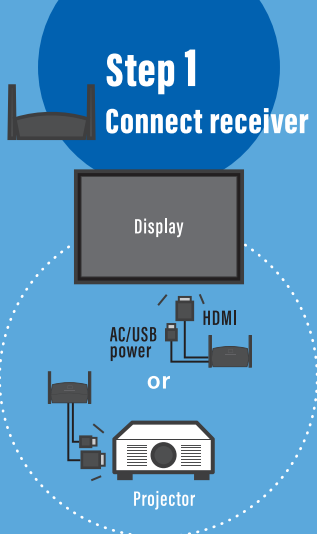 Step 1
Connect receiver
Display
HDMI
AC/USB
power
or
Projector